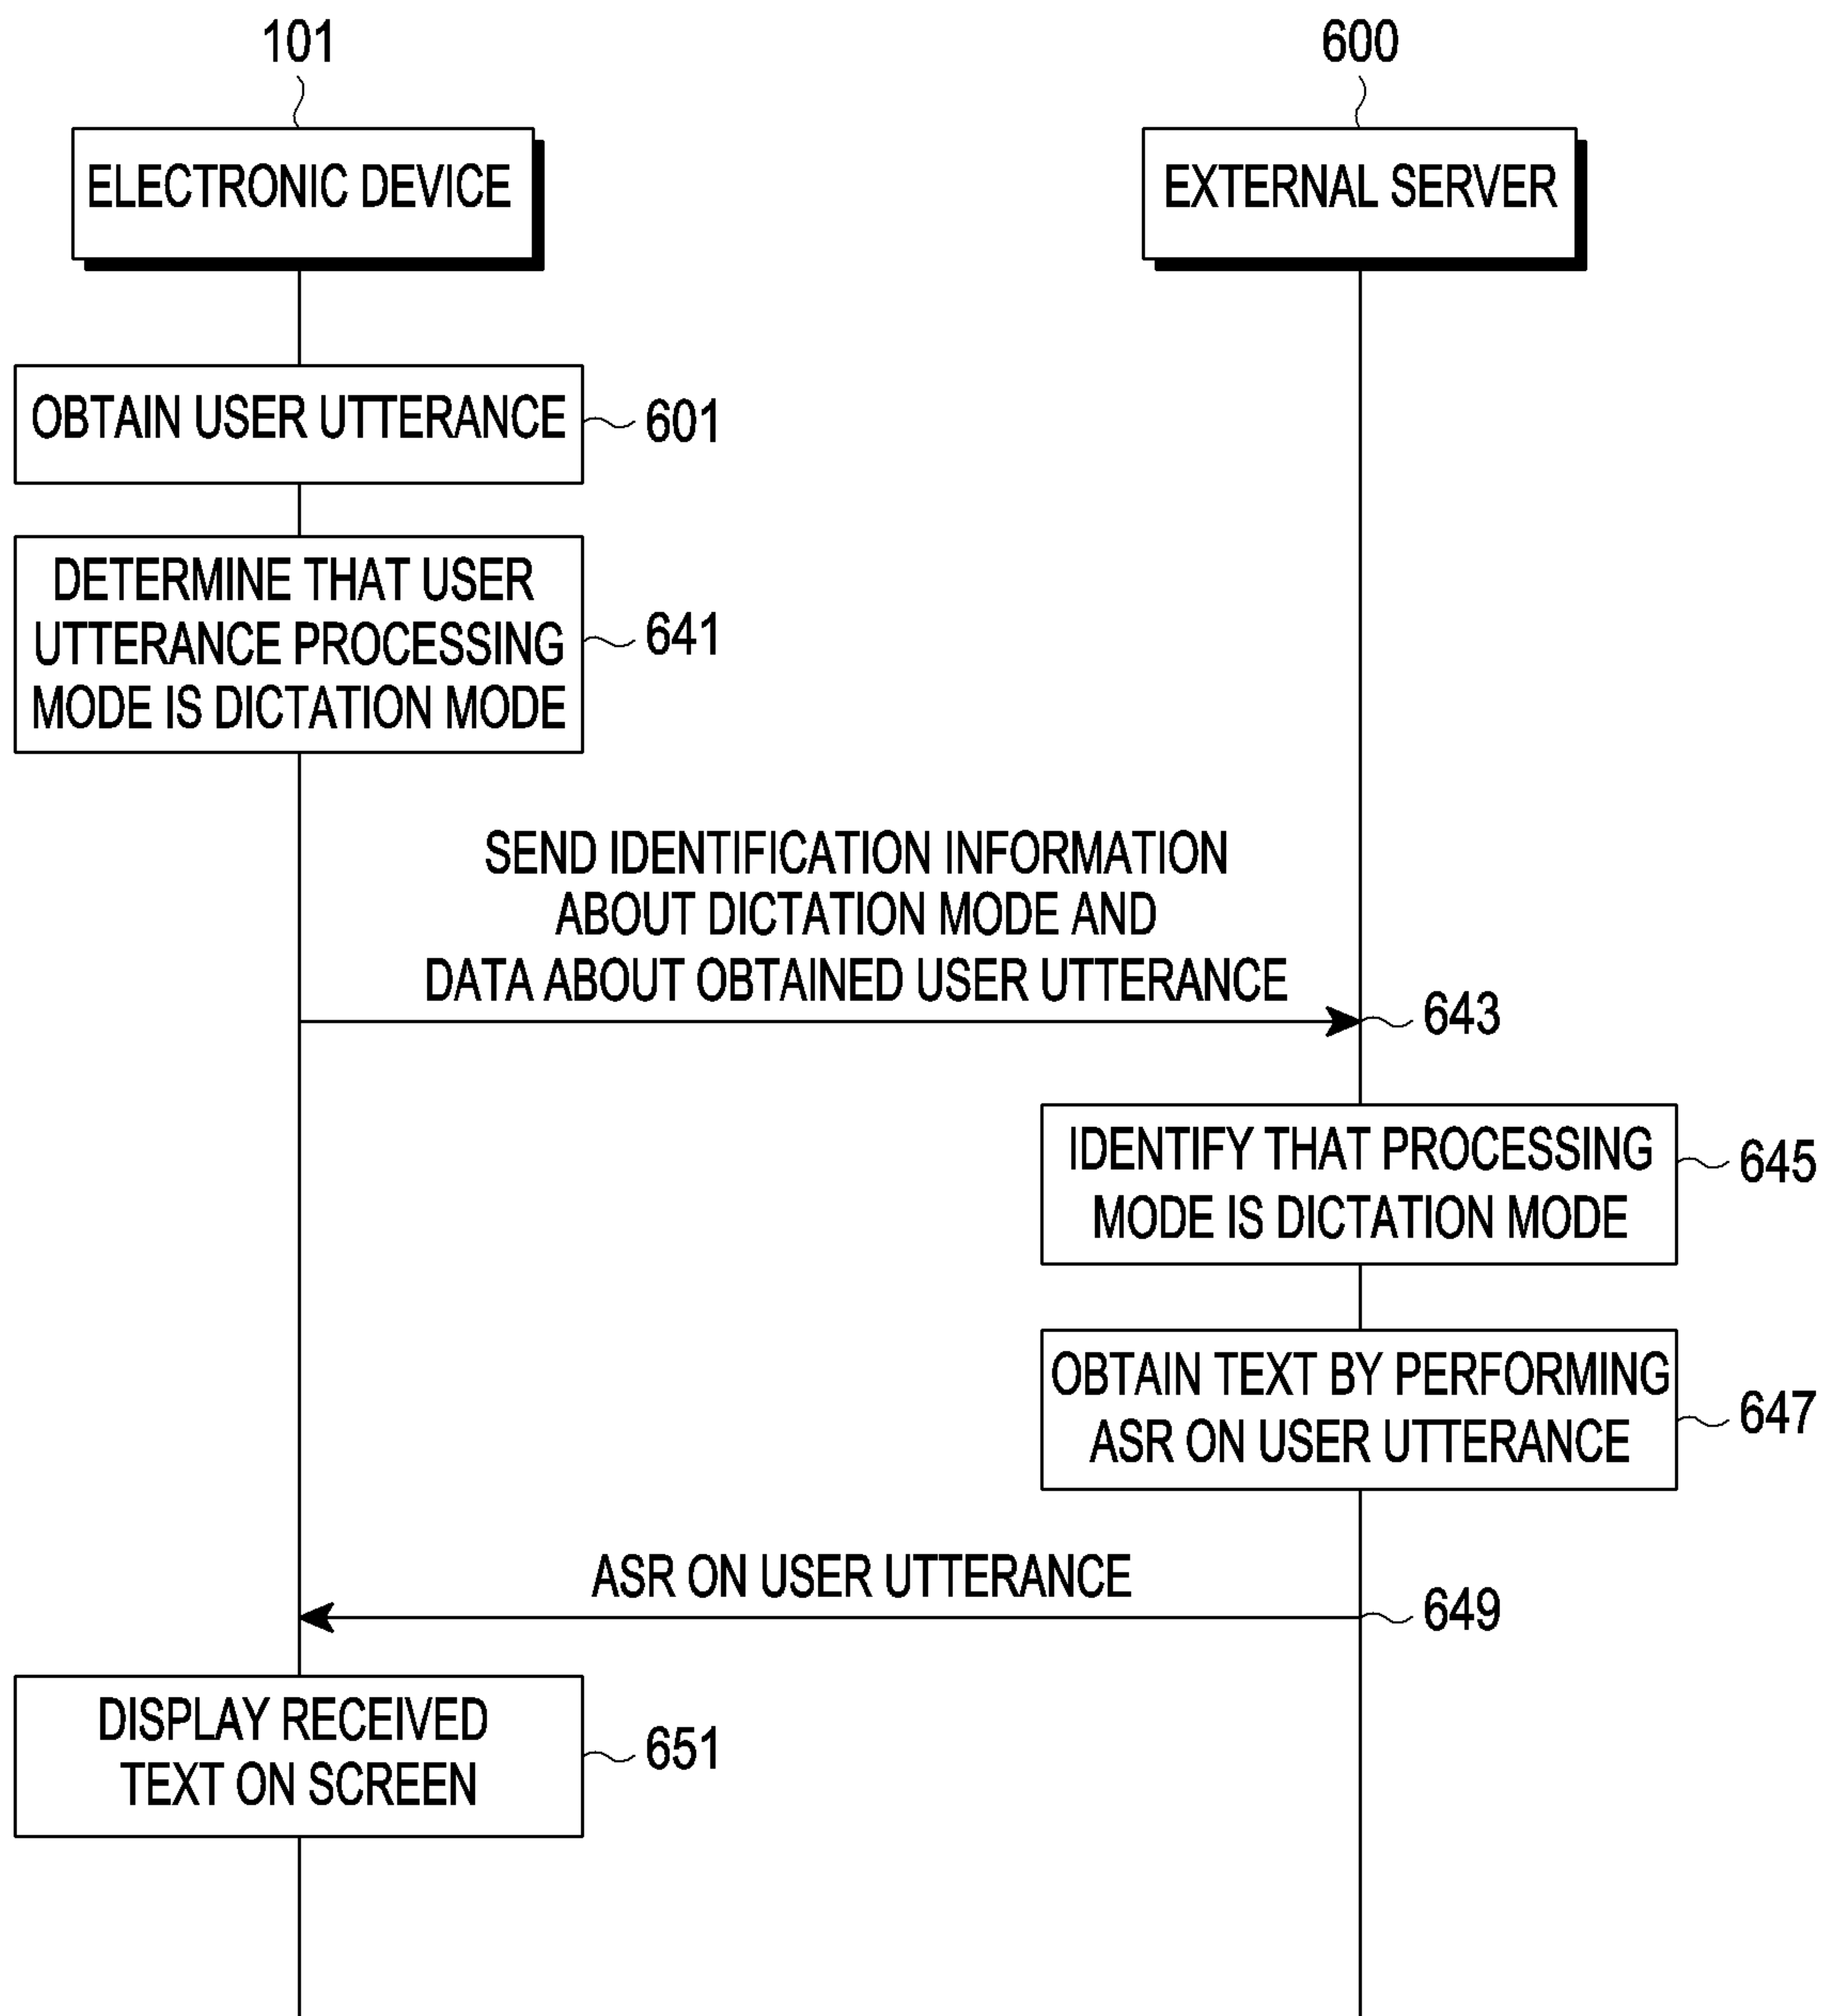 101
600
ELECTRONIC DEVICE
EXTERNAL SERVER
OBTAIN USER UTTERANCE
601
DETERMINE THAT USER
UTTERANCE PROCESSING
MODE IS DICTATION MODE
641
SEND IDENTIFICATION INFORMATION
ABOUT DICTATION MODE AND
DATA ABOUT OBTAINED USER UTTERANCE
643
IDENTIFY THAT PROCESSING
MODE IS DICTATION MODE
645
OBTAIN TEXT BY PERFORMING
ASR ON USER UTTERANCE
647
ASR ON USER UTTERANCE
649
DISPLAY RECEIVED
TEXT ON SCREEN
651